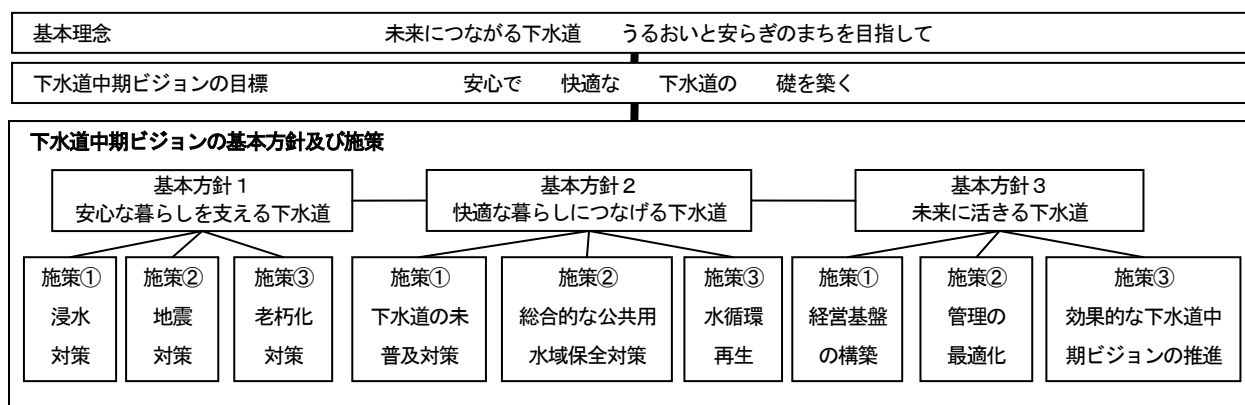 基本理念　未来につながる下水道　うるおいと安らぎのまちを目指して
下水道中期ビジョンの目標　安心で　快適な　下水道の　礎を築く
下水道中期ビジョンの基本方針及び施策
基本方針１
安心な暮らしを支える下水道
基本方針２
快適な暮らしにつなげる下水道
基本方針３
未来に活きる下水道
施策①
浸水
対策
施策②
地震
対策
施策③
老朽化
対策
施策①
下水道の未
普及対策
施策②
総合的な公共用
水域保全対策
施策③
水循環
再生
施策①
経営基盤
の構築
施策②
管理の
最適化
施策③
効果的な下水道中
期ビジョンの推進